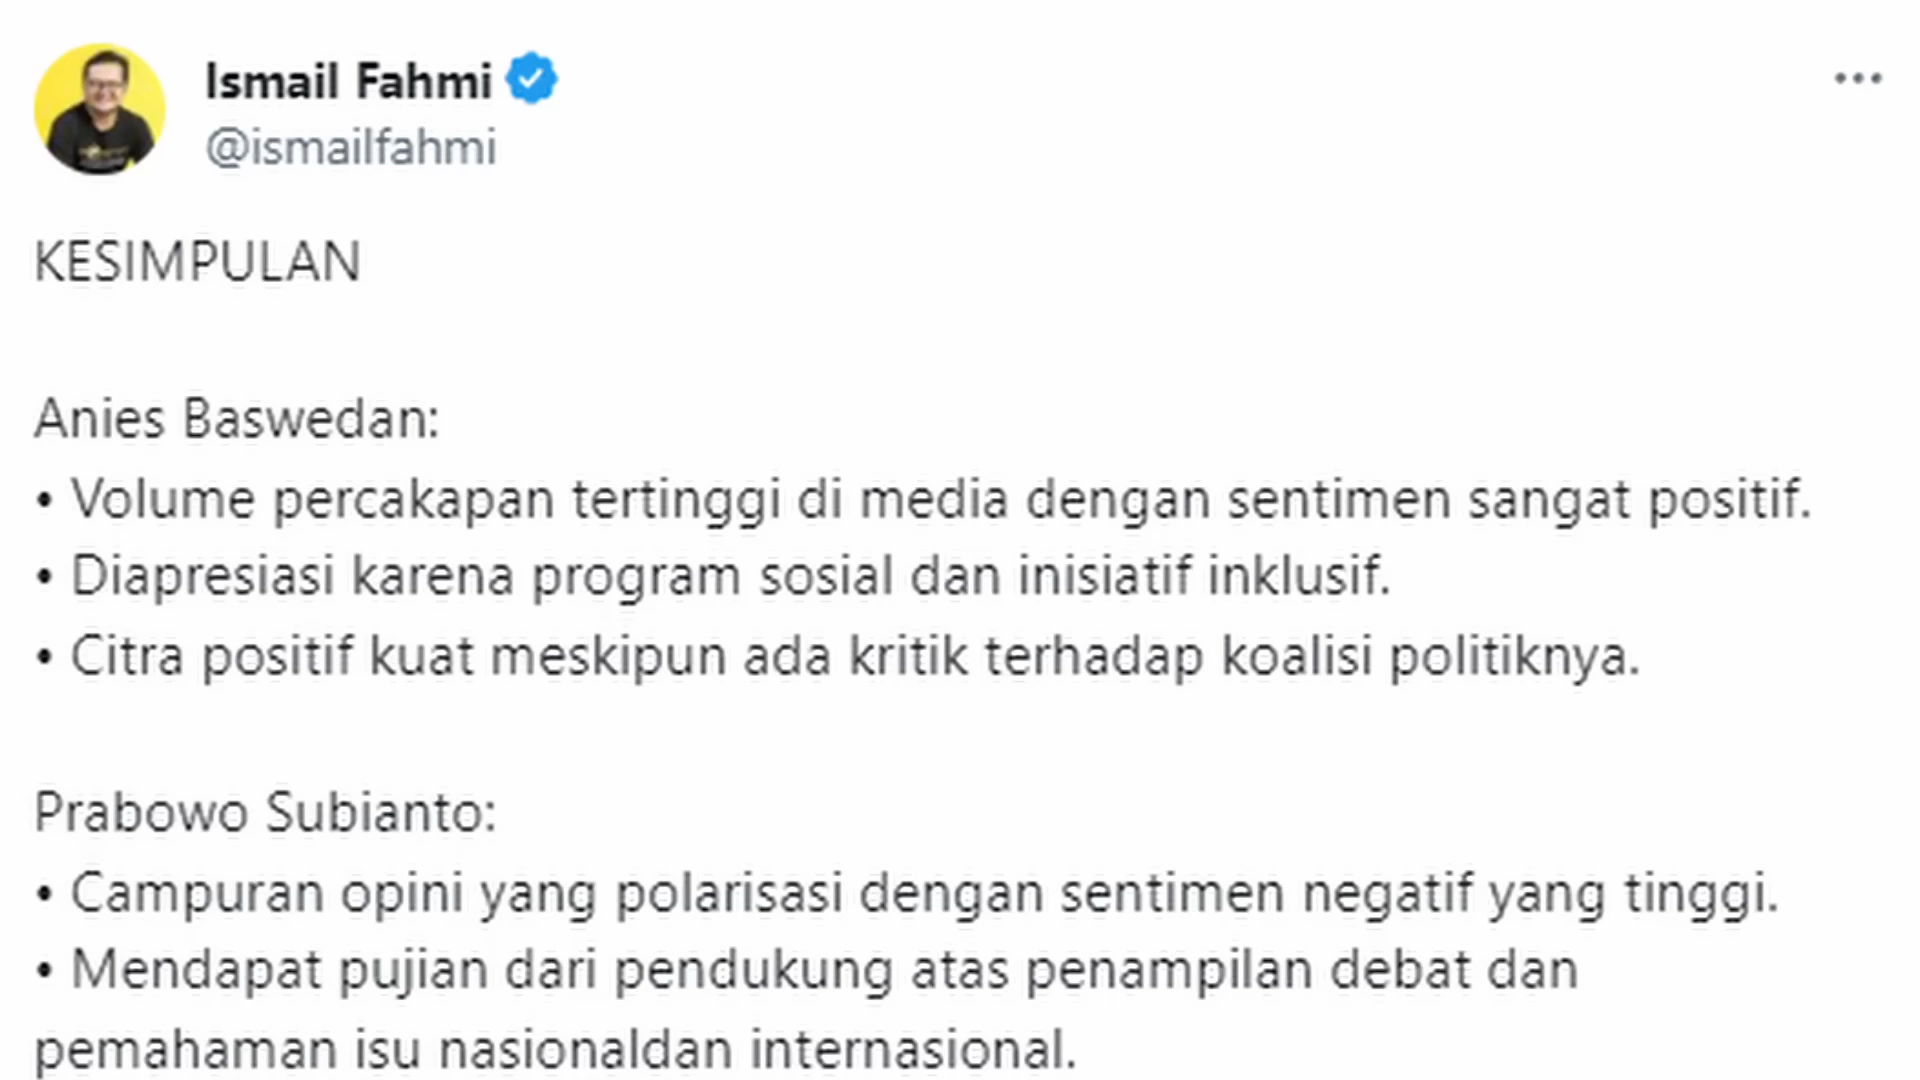 Ismail Fahmi
@ismailfahmi
KESIMPULAN
Anies Baswedan:
• Volume percakapan tertinggi di media dengan sentimen sangat positif.
• Diapresiasi karena program sosial dan inisiatif inklusif.
• Citra positif kuat meskipun ada kritik terhadap koalisi politiknya.
Prabowo Subianto:
• Campuran opini yang polarisasi dengan sentimen negatif yang tinggi.
• Mendapat pujian dari pendukung atas penampilan debat dan
pemahaman isu nasionaldan internasional.